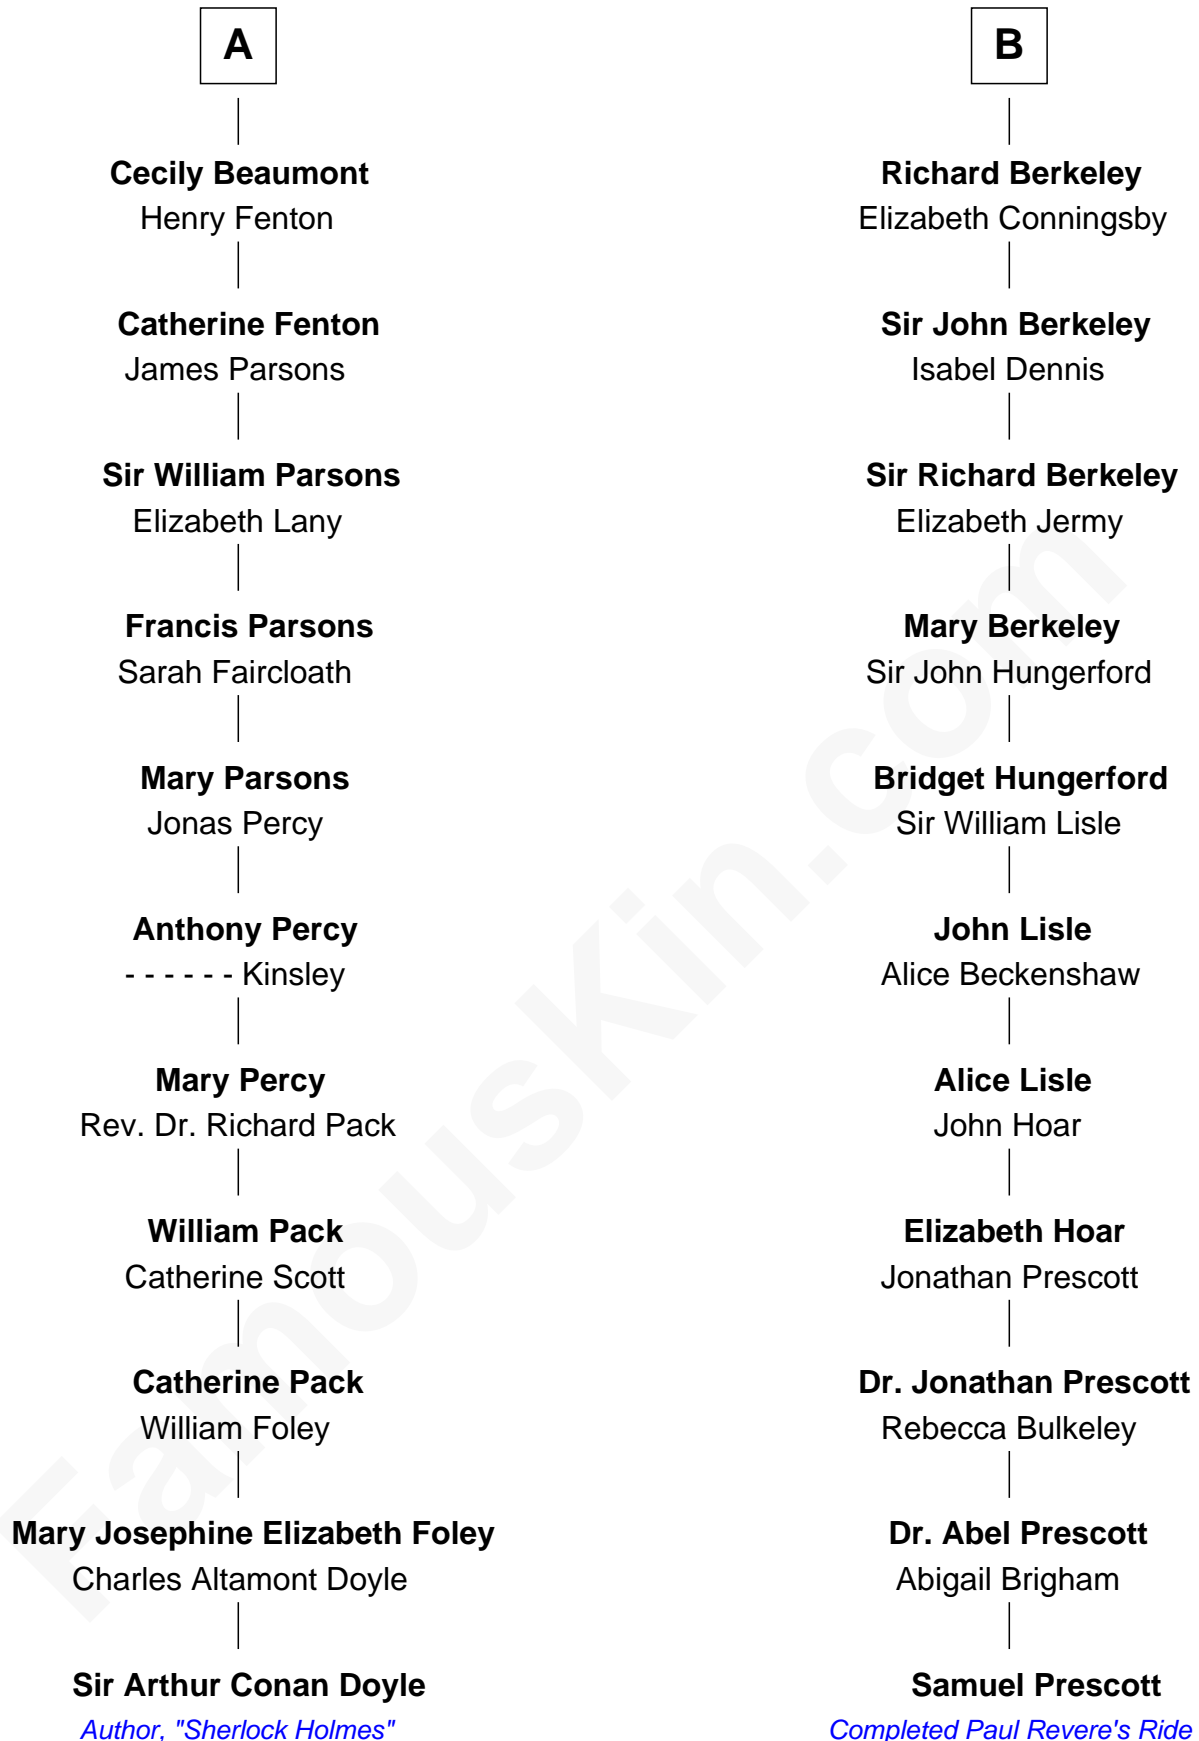 A
Cecily Beaumont
Henry Fenton
Catherine Fenton
James Parsons
Sir William Parsons
Elizabeth Lany
Francis Parsons
Sarah Faircloath
Mary Parsons
Jonas Percy
Anthony Percy
- - - - - - Kinsley
Mary Percy
Rev. Dr. Richard Pack
William Pack
Catherine Scott
Catherine Pack
William Foley
Mary Josephine Elizabeth Foley
Charles Altamont Doyle
Sir Arthur Conan Doyle
Author, "Sherlock Holmes"
B
Richard Berkeley
Elizabeth Conningsby
Sir John Berkeley
Isabel Dennis
Sir Richard Berkeley
Elizabeth Jermy
Mary Berkeley
Sir John Hungerford
Bridget Hungerford
Sir William Lisle
John Lisle
Alice Beckenshaw
Alice Lisle
John Hoar
Elizabeth Hoar
Jonathan Prescott
Dr. Jonathan Prescott
Rebecca Bulkeley
Dr. Abel Prescott
Abigail Brigham
Samuel Prescott
Completed Paul Revere's Ride
FamousKin.com